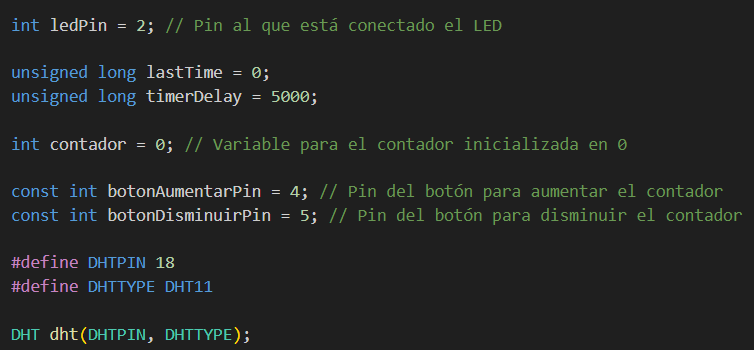 int ledPin = 2; // Pin al que está conectado el LED
unsigned long lastTime = 0;
unsigned long timerDelay = 5000;
int contador = 0; // Variable para el contador inicializada en 0
const int botonAumentarPin = 4; // Pin del botón para aumentar el contador
const int botonDisminuirPin = 5; // Pin del botón para disminuir el contador
#define DHTPIN 18
#define DHTTYPE DHT11
DHT dht(DHTPIN, DHTTYPE);